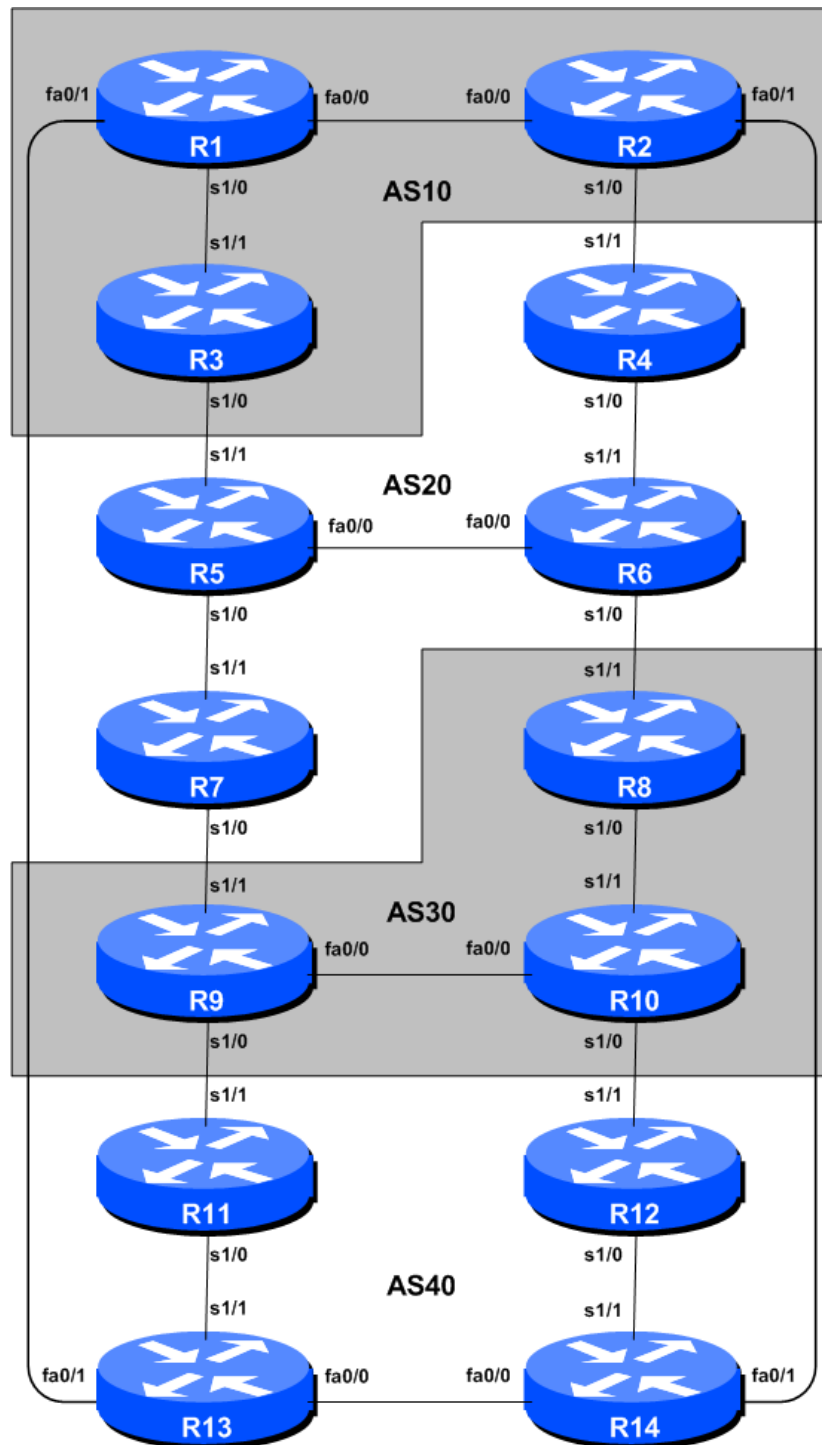 fa0/1 fa0/0 fa0/0 fa0/1
R1 R2
s1/0 AS10 s1/0
s1/1 s1/1
R3 R4
s1/0 s1/0
s1/1 AS20 s1/1
fa0/0 fa0/0
R5 R6
s1/0 s1/0
s1/1 s1/1
R7 R8
s1/0 s1/0
s1/1 AS30 s1/1
fa0/0 fa0/0
R9 R10
s1/0 s1/0
s1/1 s1/1
R11 R12
s1/0 s1/0
s1/1 AS40 s1/1
fa0/1 fa0/0 fa0/0 fa0/1
R13 R14